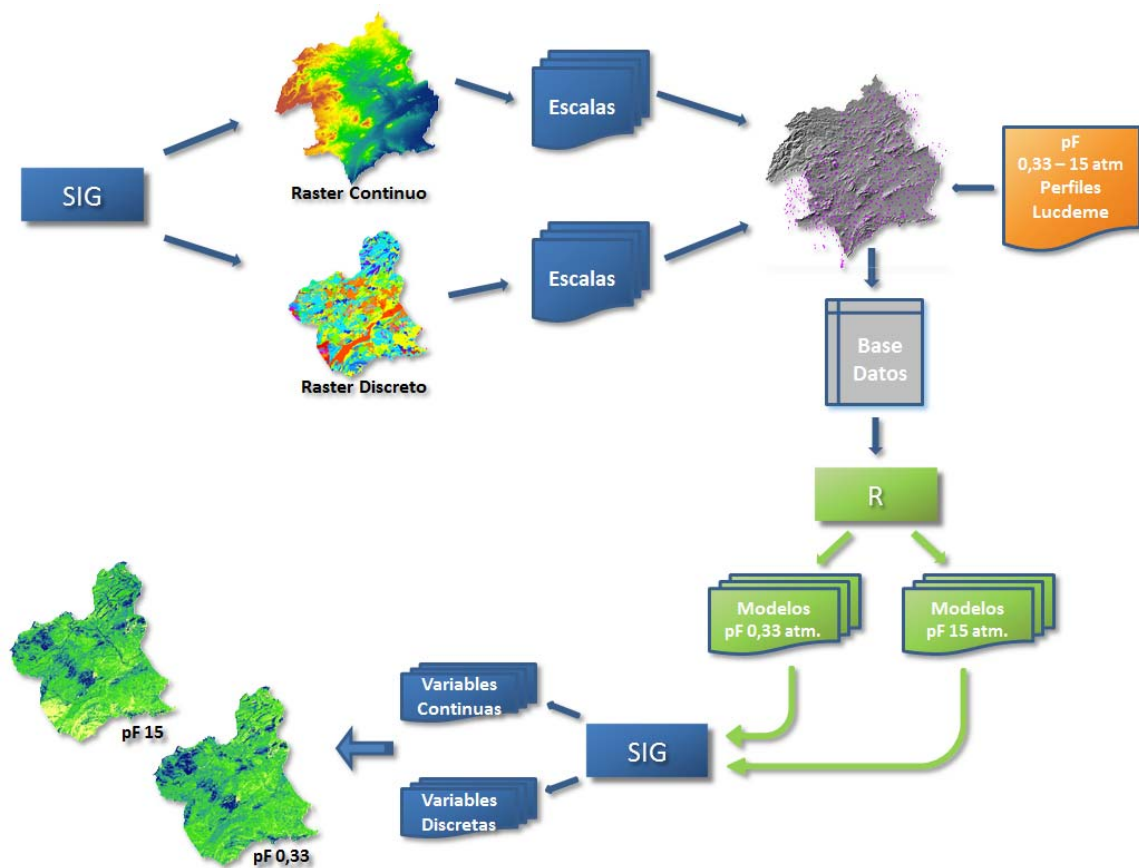 SIG
Raster Continuo
Escalas
pF
0,33 – 15 atm
Perfiles
Lucdeme
Raster Discreto
Escalas
Base
Datos
R
Modelos
pF 0,33 atm.
Modelos
pF 15 atm.
Variables
Continuas
SIG
Variables
Discretas
pF 15
pF 0,33